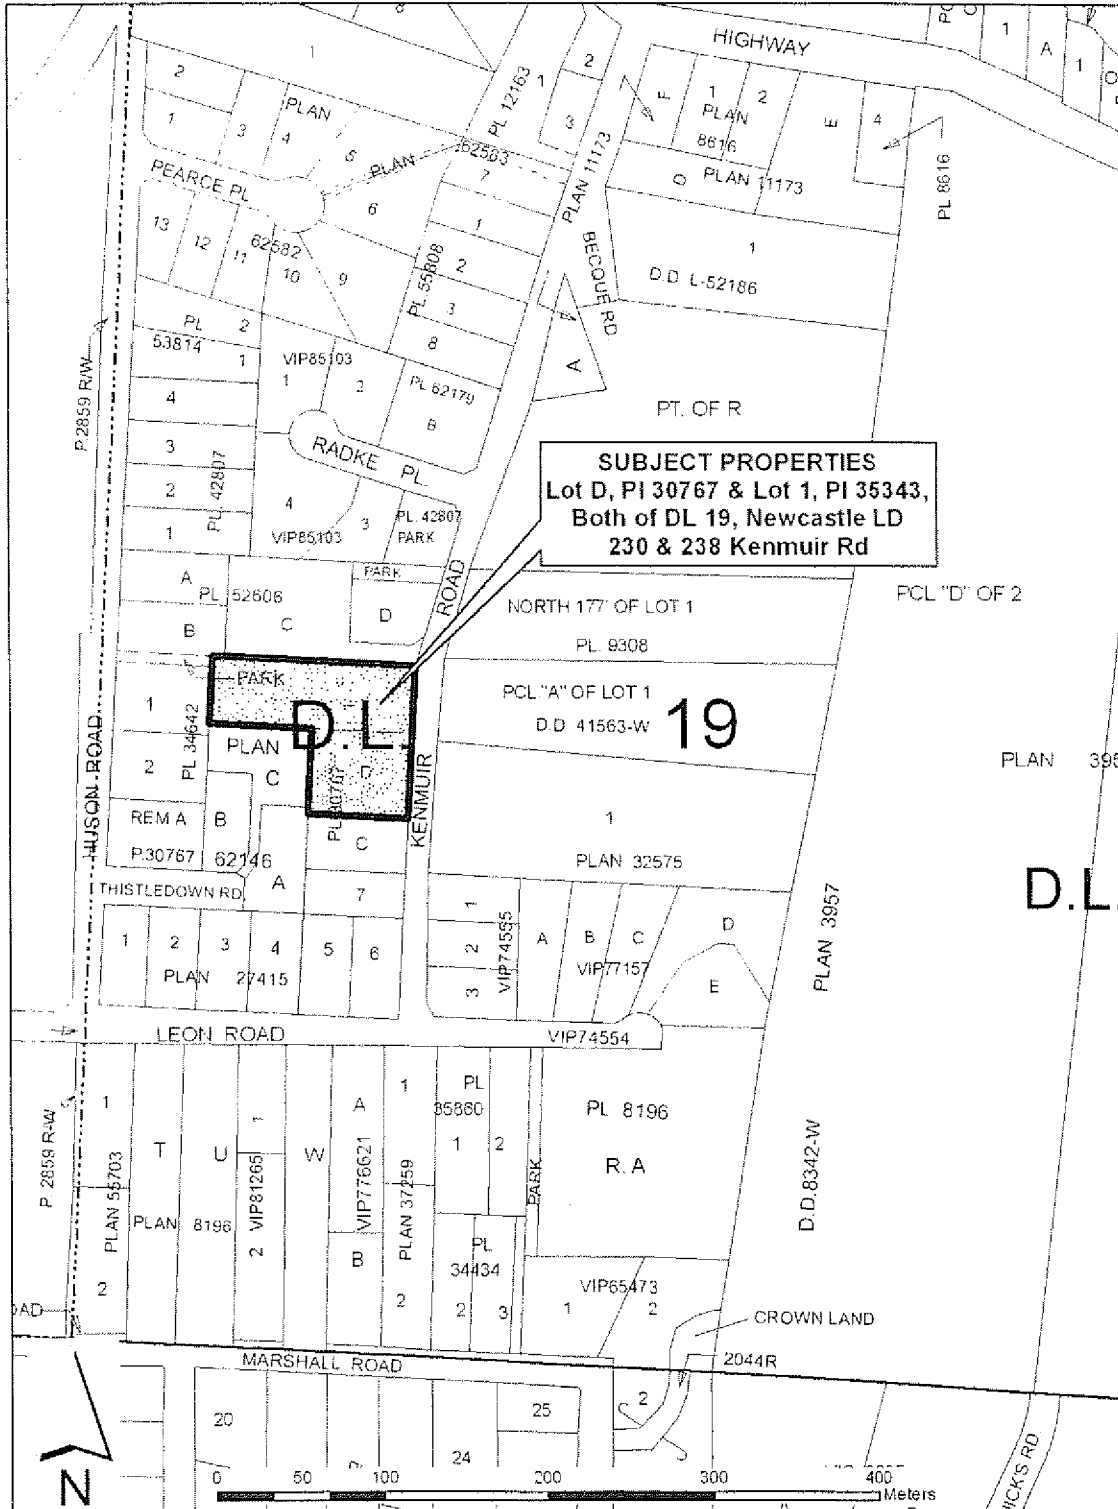 HIGHWAY
8
1
2
1
PLAN
3
4
5
PL 12163
1
2
3
F
1
2
PLAN
8616
E
4
1
A
1
PEARCE PL
PLAN
62583
7
PLAN 11173
D
PLAN 11173
PL 8616
13
12
11
62582
10
9
6
1
2
3
8
PL 55808
BECQUE RD
1
D.D L-52186
P.2859 R/W
PL
53814
2
1
4
3
2
1
PL. 42807
VIP85103
1
2
PL 62179
B
A
PT. OF R
RADKE PL.
4
VIP85103
3
PL. 42807
PARK
SUBJECT PROPERTIES
Lot D, Pl 30767 & Lot 1, Pl 35343,
Both of DL 19, Newcastle LD
230 & 238 Kenmuir Rd
A
PL 52606
B
C
PARK
D
ROAD
NORTH 177' OF LOT 1
PL. 9308
PCL "D" OF 2
PARK
D.L.
PCL "A" OF LOT 1
D.D 41563-W
19
1
2
PL 34642
PLAN
C
D
PL 30767
HUSON ROAD
KENMUIR
PLAN
REM A
P.30767
B
62146
A
C
7
1
PLAN 32575
D.L.
THISTLEDOWN RD
1
2
3
4
5
6
PLAN 27415
1
2
3
VIP74555
A
B
C
VIP77157
D
E
PLAN 3957
LEON ROAD
VIP74554
P. 2859 R/W
1
PLAN 55703
2
T
U
PLAN 8196
1
VIP81265
2
W
A
VIP776621
B
1
PLAN 37259
2
PL
35860
1
2
PARK
PL 8196
R. A
D.D.8342-W
PL
34434
2
3
VIP65473
1
2
CROWN LAND
MARSHALL ROAD
2044R
20
25
24
2
N
0 50 100 200 300 400
Meters